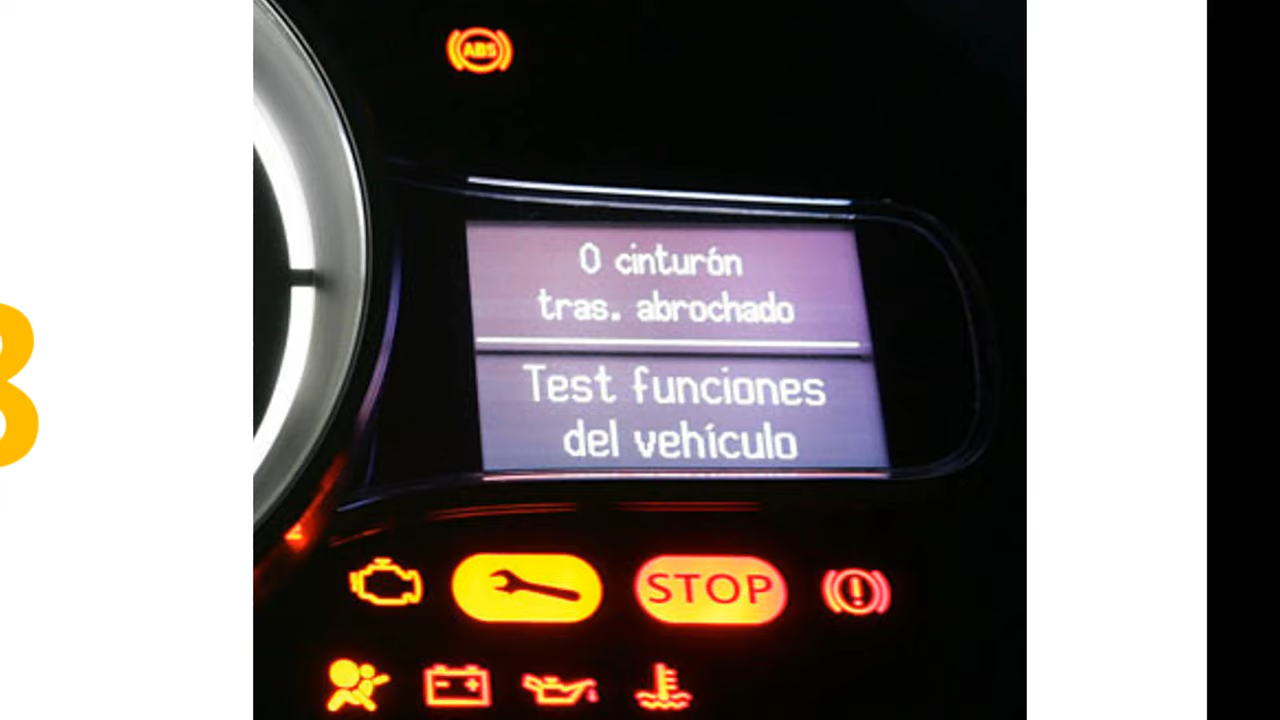 ABS
0 cinturón
tras. abrochado
Test funciones
del vehículo
STOP